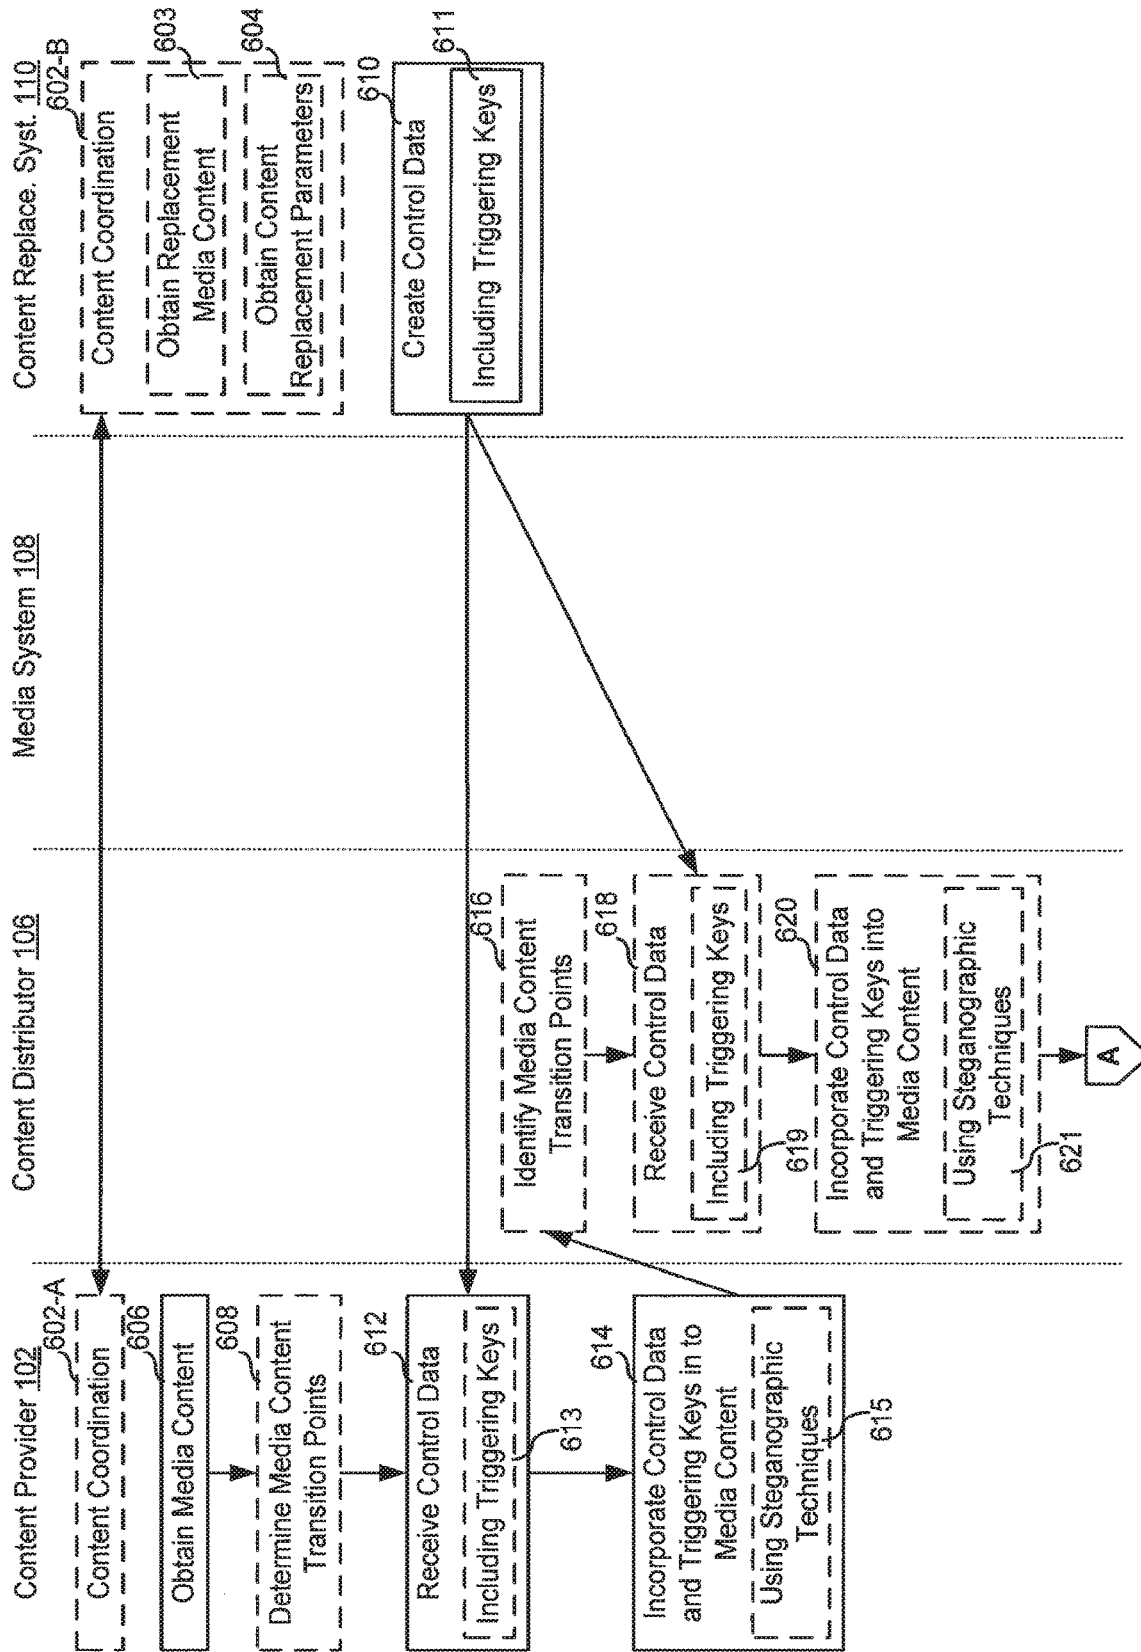 Content Provider 102
602-A
Content Coordination
606
Obtain Media Content
608
Determine Media Content
Transition Points
612
Receive Control Data
Including Triggering Keys
613
614
Incorporate Control Data
and Triggering Keys in to
Media Content
Using Steganographic
Techniques
615
Content Distributor 106
616
Identify Media Content
Transition Points
618
Receive Control Data
Including Triggering Keys
619
620
Incorporate Control Data
and Triggering Keys into
Media Content
Using Steganographic
Techniques
621
A
Media System 108
Content Replace. Syst. 110
602-B
Content Coordination
603
Obtain Replacement
Media Content
604
Obtain Content
Replacement Parameters
610
Create Control Data
611
Including Triggering Keys